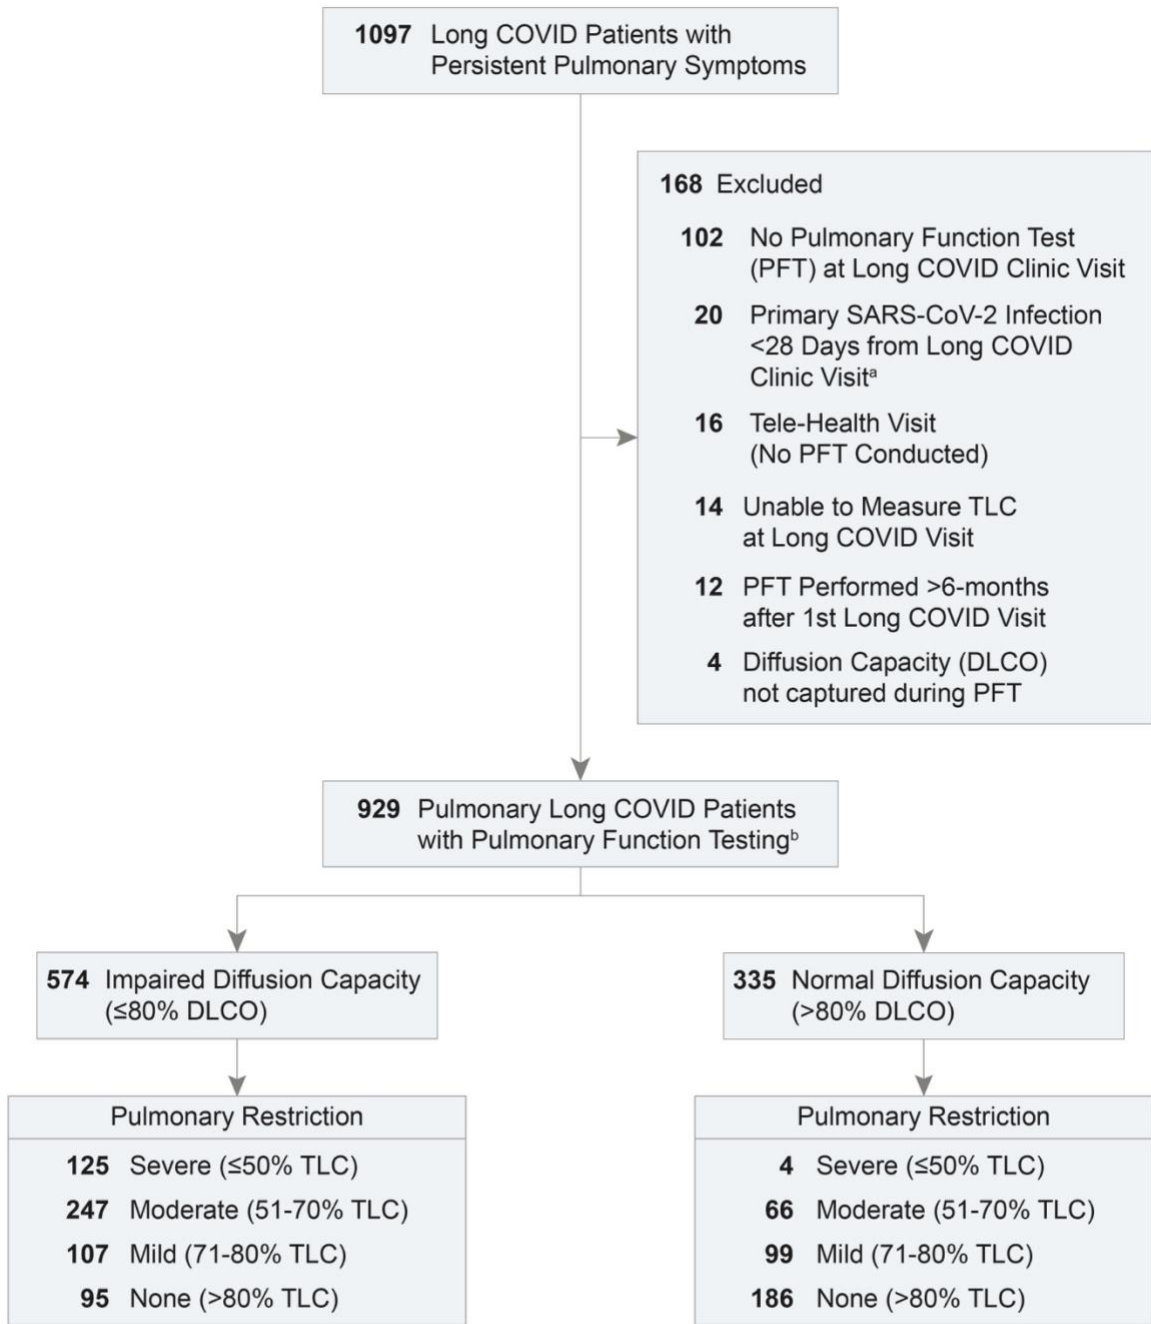 1097 Long COVID Patients with
Persistent Pulmonary Symptoms
168 Excluded
102 No Pulmonary Function Test
(PFT) at Long COVID Clinic Visit
20 Primary SARS-CoV-2 Infection
<28 Days from Long COVID
Clinic Visitᵃ
16 Tele-Health Visit
(No PFT Conducted)
14 Unable to Measure TLC
at Long COVID Visit
12 PFT Performed >6-months
after 1st Long COVID Visit
4 Diffusion Capacity (DLCO)
not captured during PFT
929 Pulmonary Long COVID Patients
with Pulmonary Function Testingᵇ
574 Impaired Diffusion Capacity
(≤80% DLCO)
335 Normal Diffusion Capacity
(>80% DLCO)
Pulmonary Restriction
125 Severe (≤50% TLC)
247 Moderate (51-70% TLC)
107 Mild (71-80% TLC)
95 None (>80% TLC)
Pulmonary Restriction
4 Severe (≤50% TLC)
66 Moderate (51-70% TLC)
99 Mild (71-80% TLC)
186 None (>80% TLC)